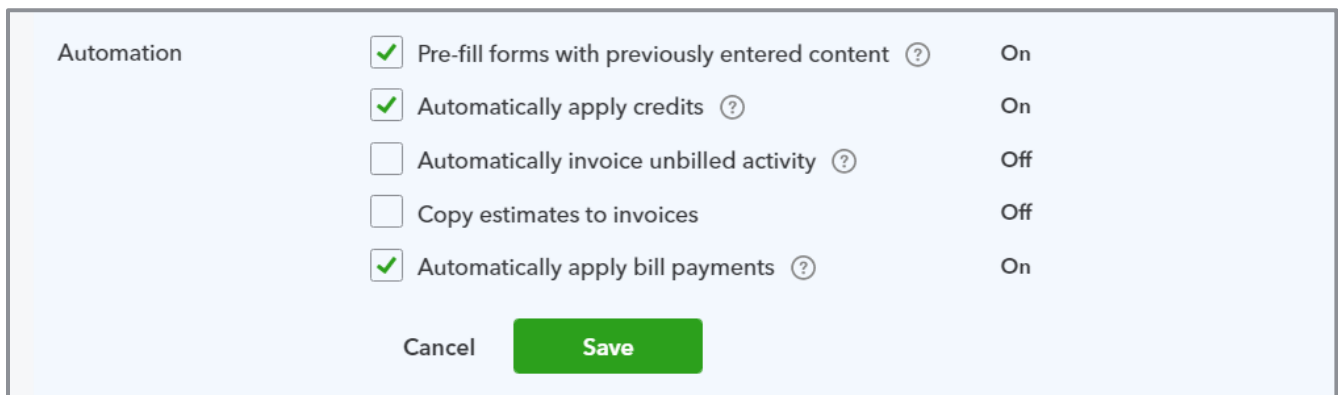 Automation Pre-fill forms with previously entered content ? On
Automatically apply credits ? On
Automatically invoice unbilled activity ? Off
Copy estimates to invoices Off
Automatically apply bill payments ? On
Cancel Save